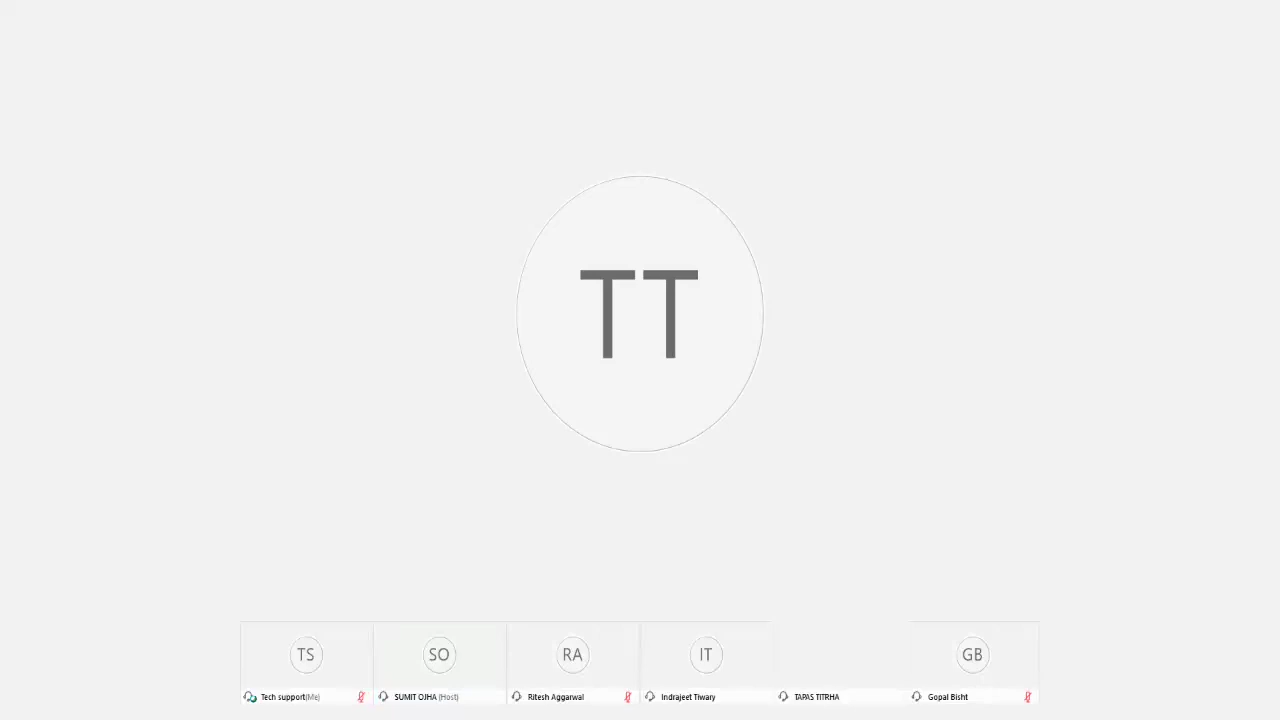 TT
TS
SO
RA
IT
GB
Tech support(Me)
SUMIT OJHA (Host)
Ritesh Aggarwal
Indrajeet Tiwary
TAPAS TITRHA
Gopal Bisht